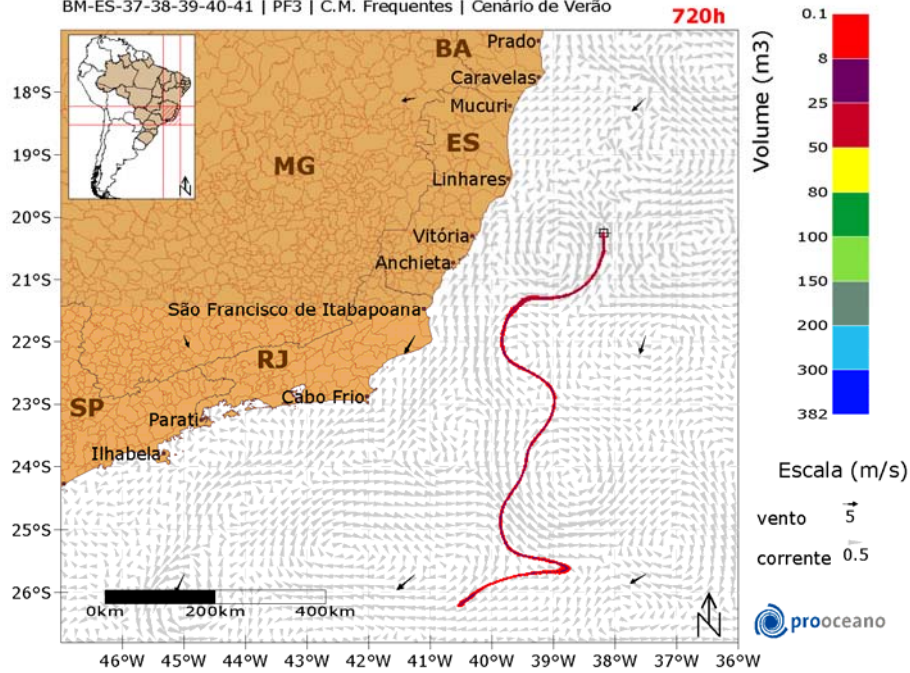 BM-ES-37-38-39-40-41 | PF3 | C.M. Frequentes | Cenário de Verão
720h
BA
Prado
Caravelas
Mucuri
ES
MG
Linhares
Vitória
Anchieta
São Francisco de Itabapoana
RJ
Cabo Frio
SP
Parati
Ilhabela
18°S
19°S
20°S
21°S
22°S
23°S
24°S
25°S
26°S
0km 200km 400km
N
46°W 45°W 44°W 43°W 42°W 41°W 40°W 39°W 38°W 37°W 36°W
Volume (m3)
0.1
8
25
50
80
100
150
200
300
382
Escala (m/s)
vento 5
corrente 0.5
prooceano